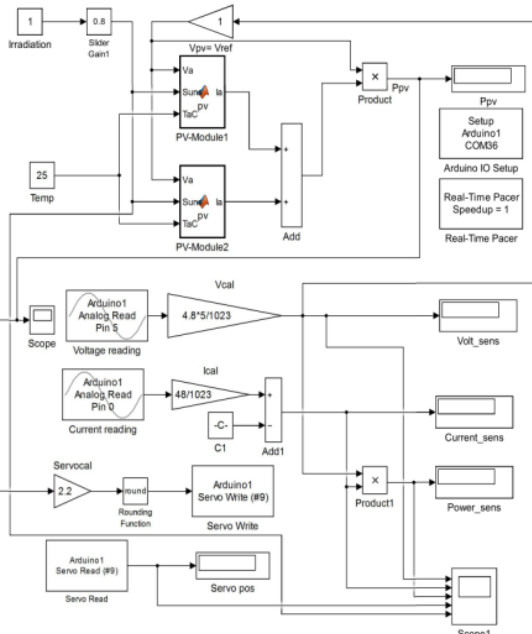 1
Irradiation
0.8
Slider
Gain1
1
Vpv= Vref
Va
Sune
TaC
pv
Ia
PV-Module1
Va
Sune
TaC
pv
Ia
PV-Module2
25
Temp
+
+
Add
×
Product
Ppv
Ppv
Setup
Arduino1
COM36
Arduino IO Setup
Real-Time Pacer
Speedup = 1
Real-Time Pacer
Scope
Arduino1
Analog Read
Pin 5
Voltage reading
Vcal
4.8*5/1023
Volt_sens
Arduino1
Analog Read
Pin 0
Current reading
Ical
48/1023
-C-
C1
+
−
Add1
Current_sens
×
Product1
Power_sens
Servocal
2.2
round
Rounding
Function
Arduino1
Servo Write (#9)
Servo Write
Arduino1
Servo Read (#9)
Servo Read
Servo pos
Scope1